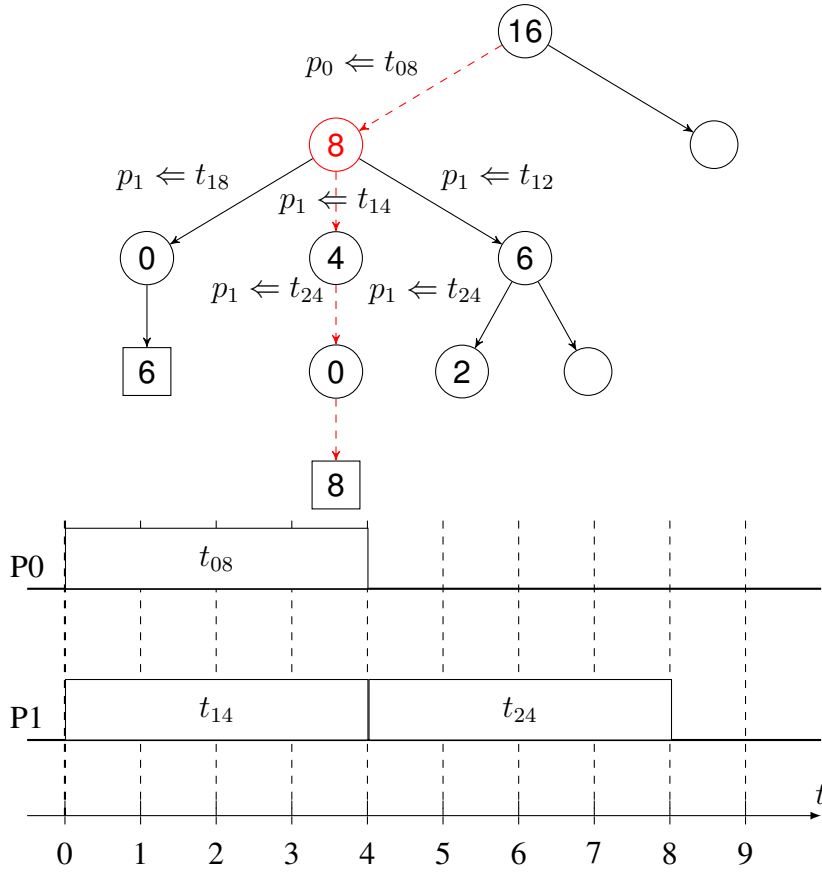 16
p₀ ⇐ t₀₈
8
p₁ ⇐ t₁₈
p₁ ⇐ t₁₄
p₁ ⇐ t₁₂
0
4
6
p₁ ⇐ t₂₄
p₁ ⇐ t₂₄
6
0
2
8
P0
t₀₈
P1
t₁₄
t₂₄
t
0 1 2 3 4 5 6 7 8 9